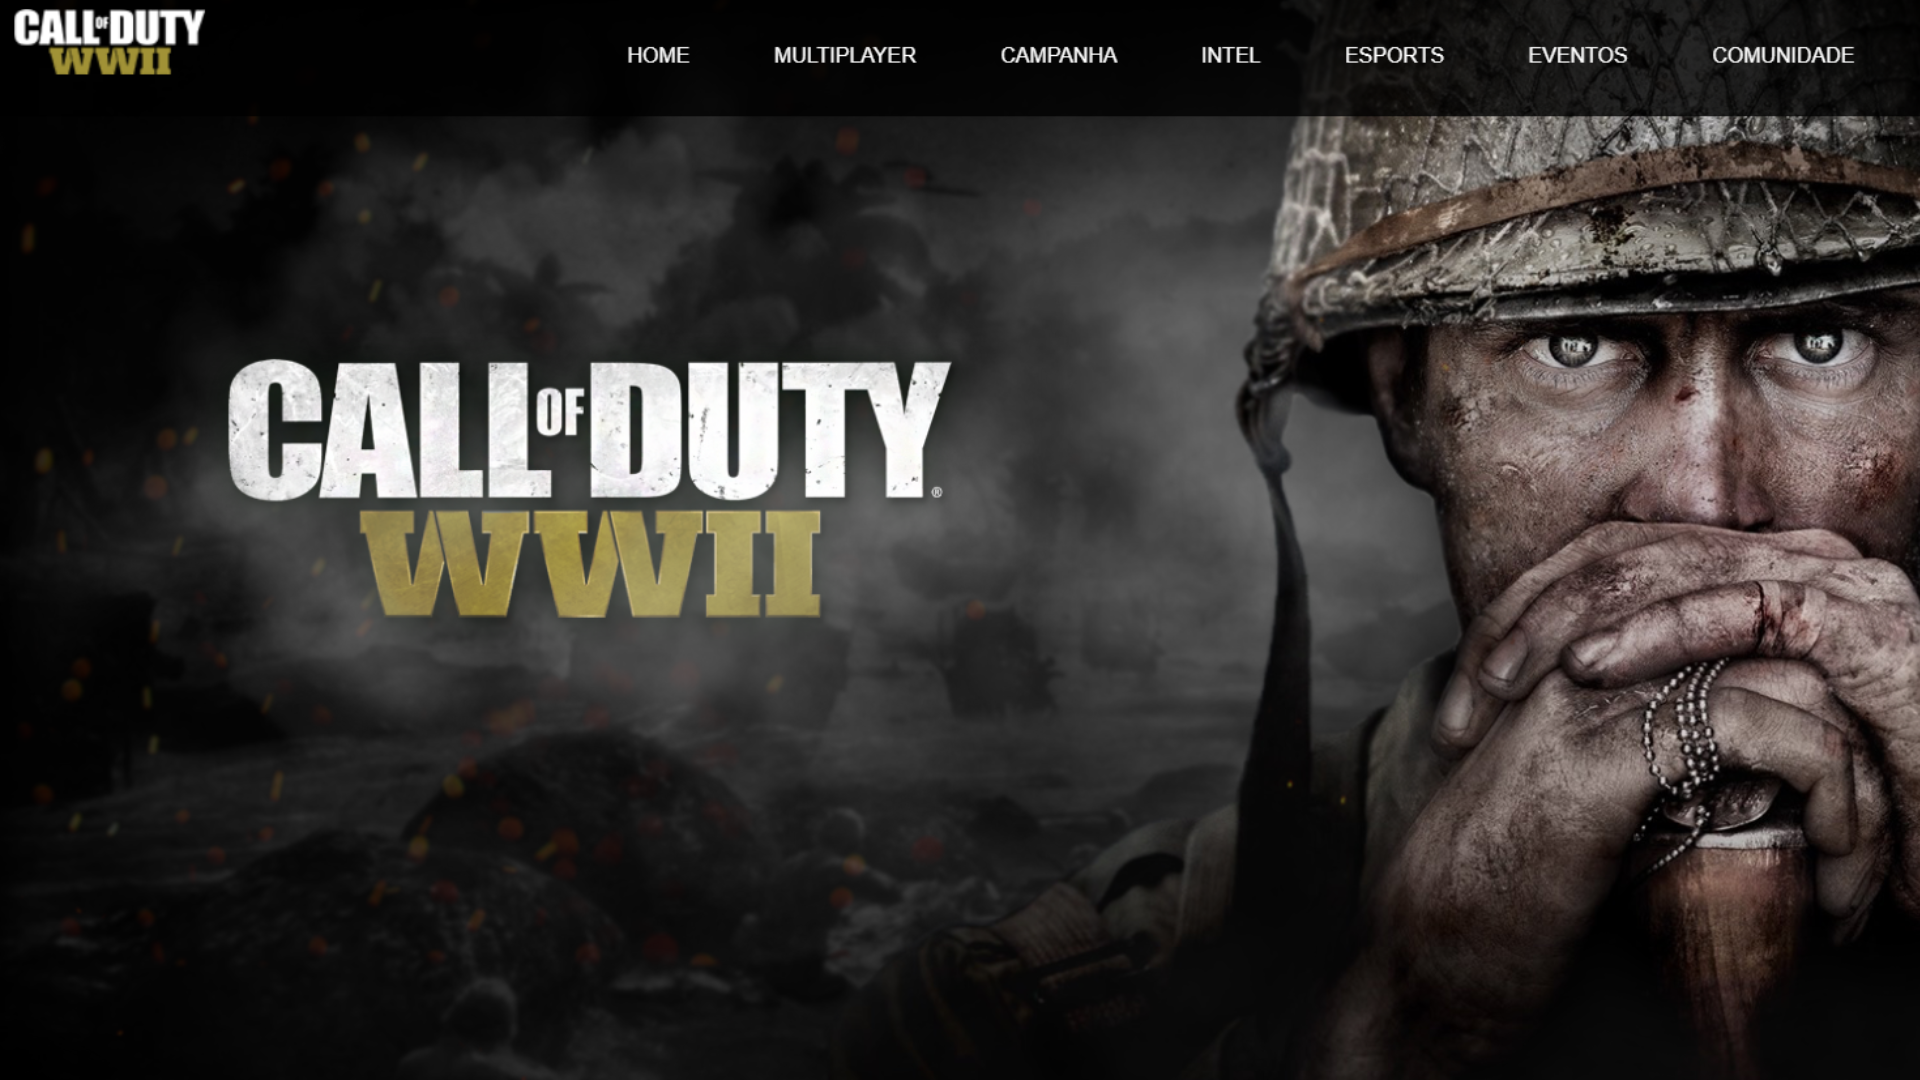 CALL OF DUTY
WWII
HOME MULTIPLAYER CAMPANHA INTEL ESPORTS EVENTOS COMUNIDADE
CALL OF DUTY®
WWII